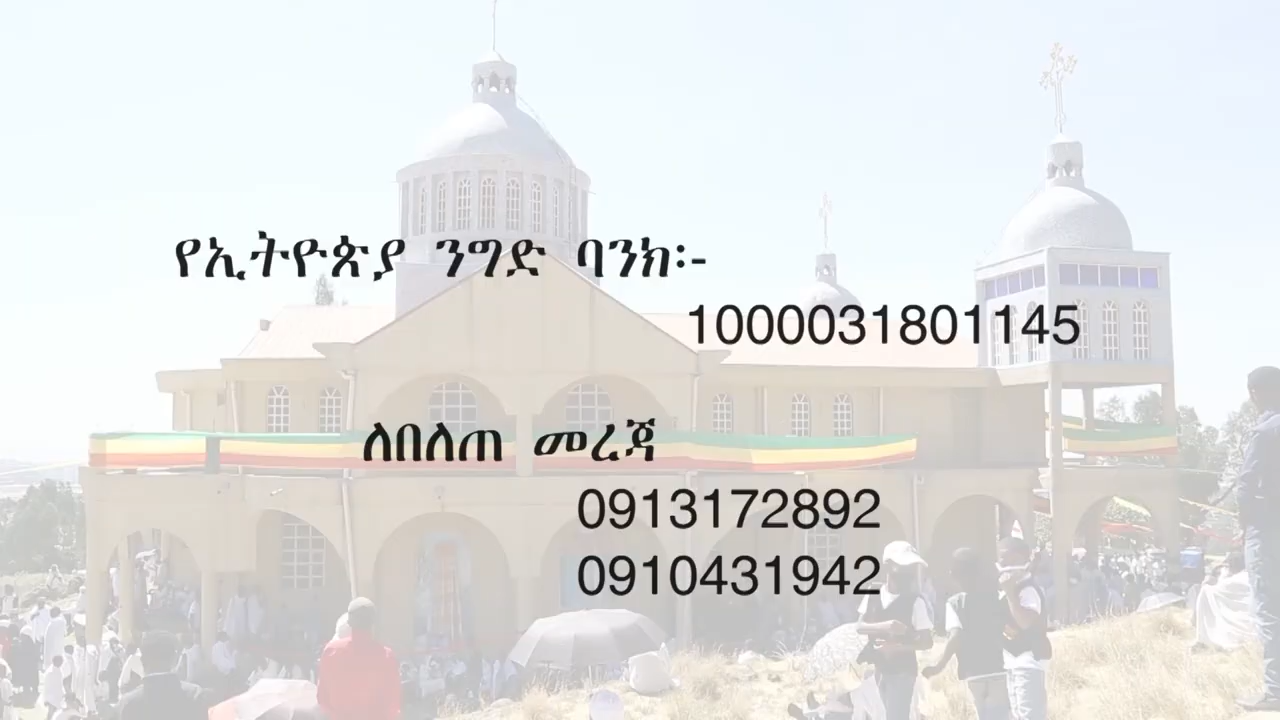 የኢትዮጵያ ንግድ ባንክ፡-
1000031801145
ለበለጠ መረጃ
0913172892
0910431942